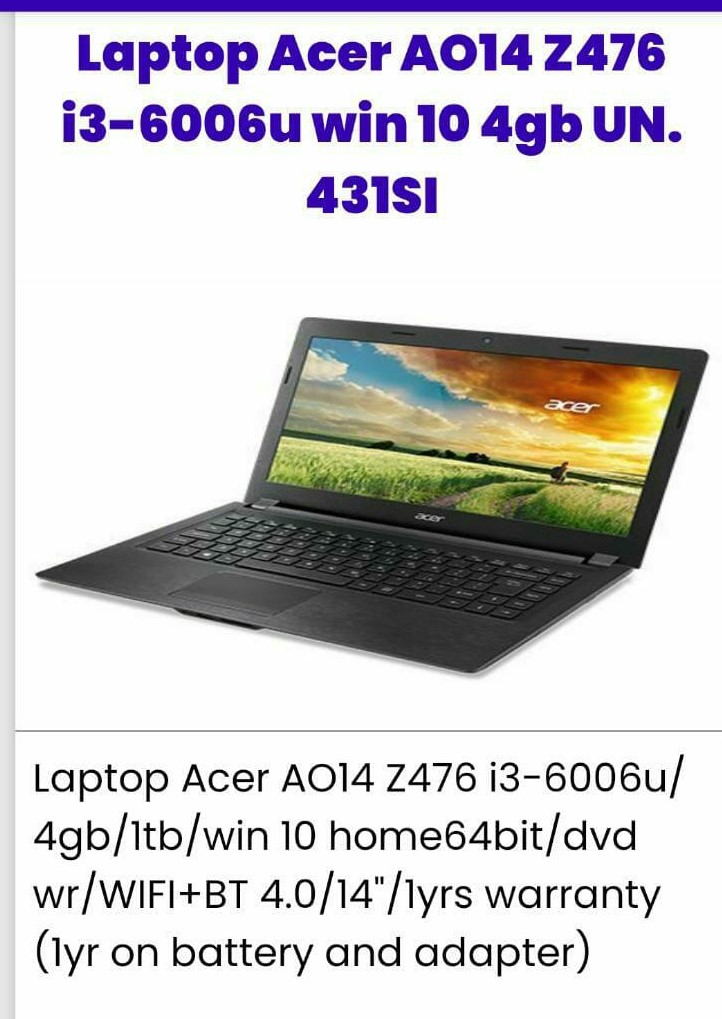 Laptop Acer AO14 Z476
i3-6006u win 10 4gb UN.
431SI
acer
acer
Laptop Acer AO14 Z476 i3-6006u/
4gb/1tb/win 10 home64bit/dvd
wr/WIFI+BT 4.0/14"/1yrs warranty
(1yr on battery and adapter)